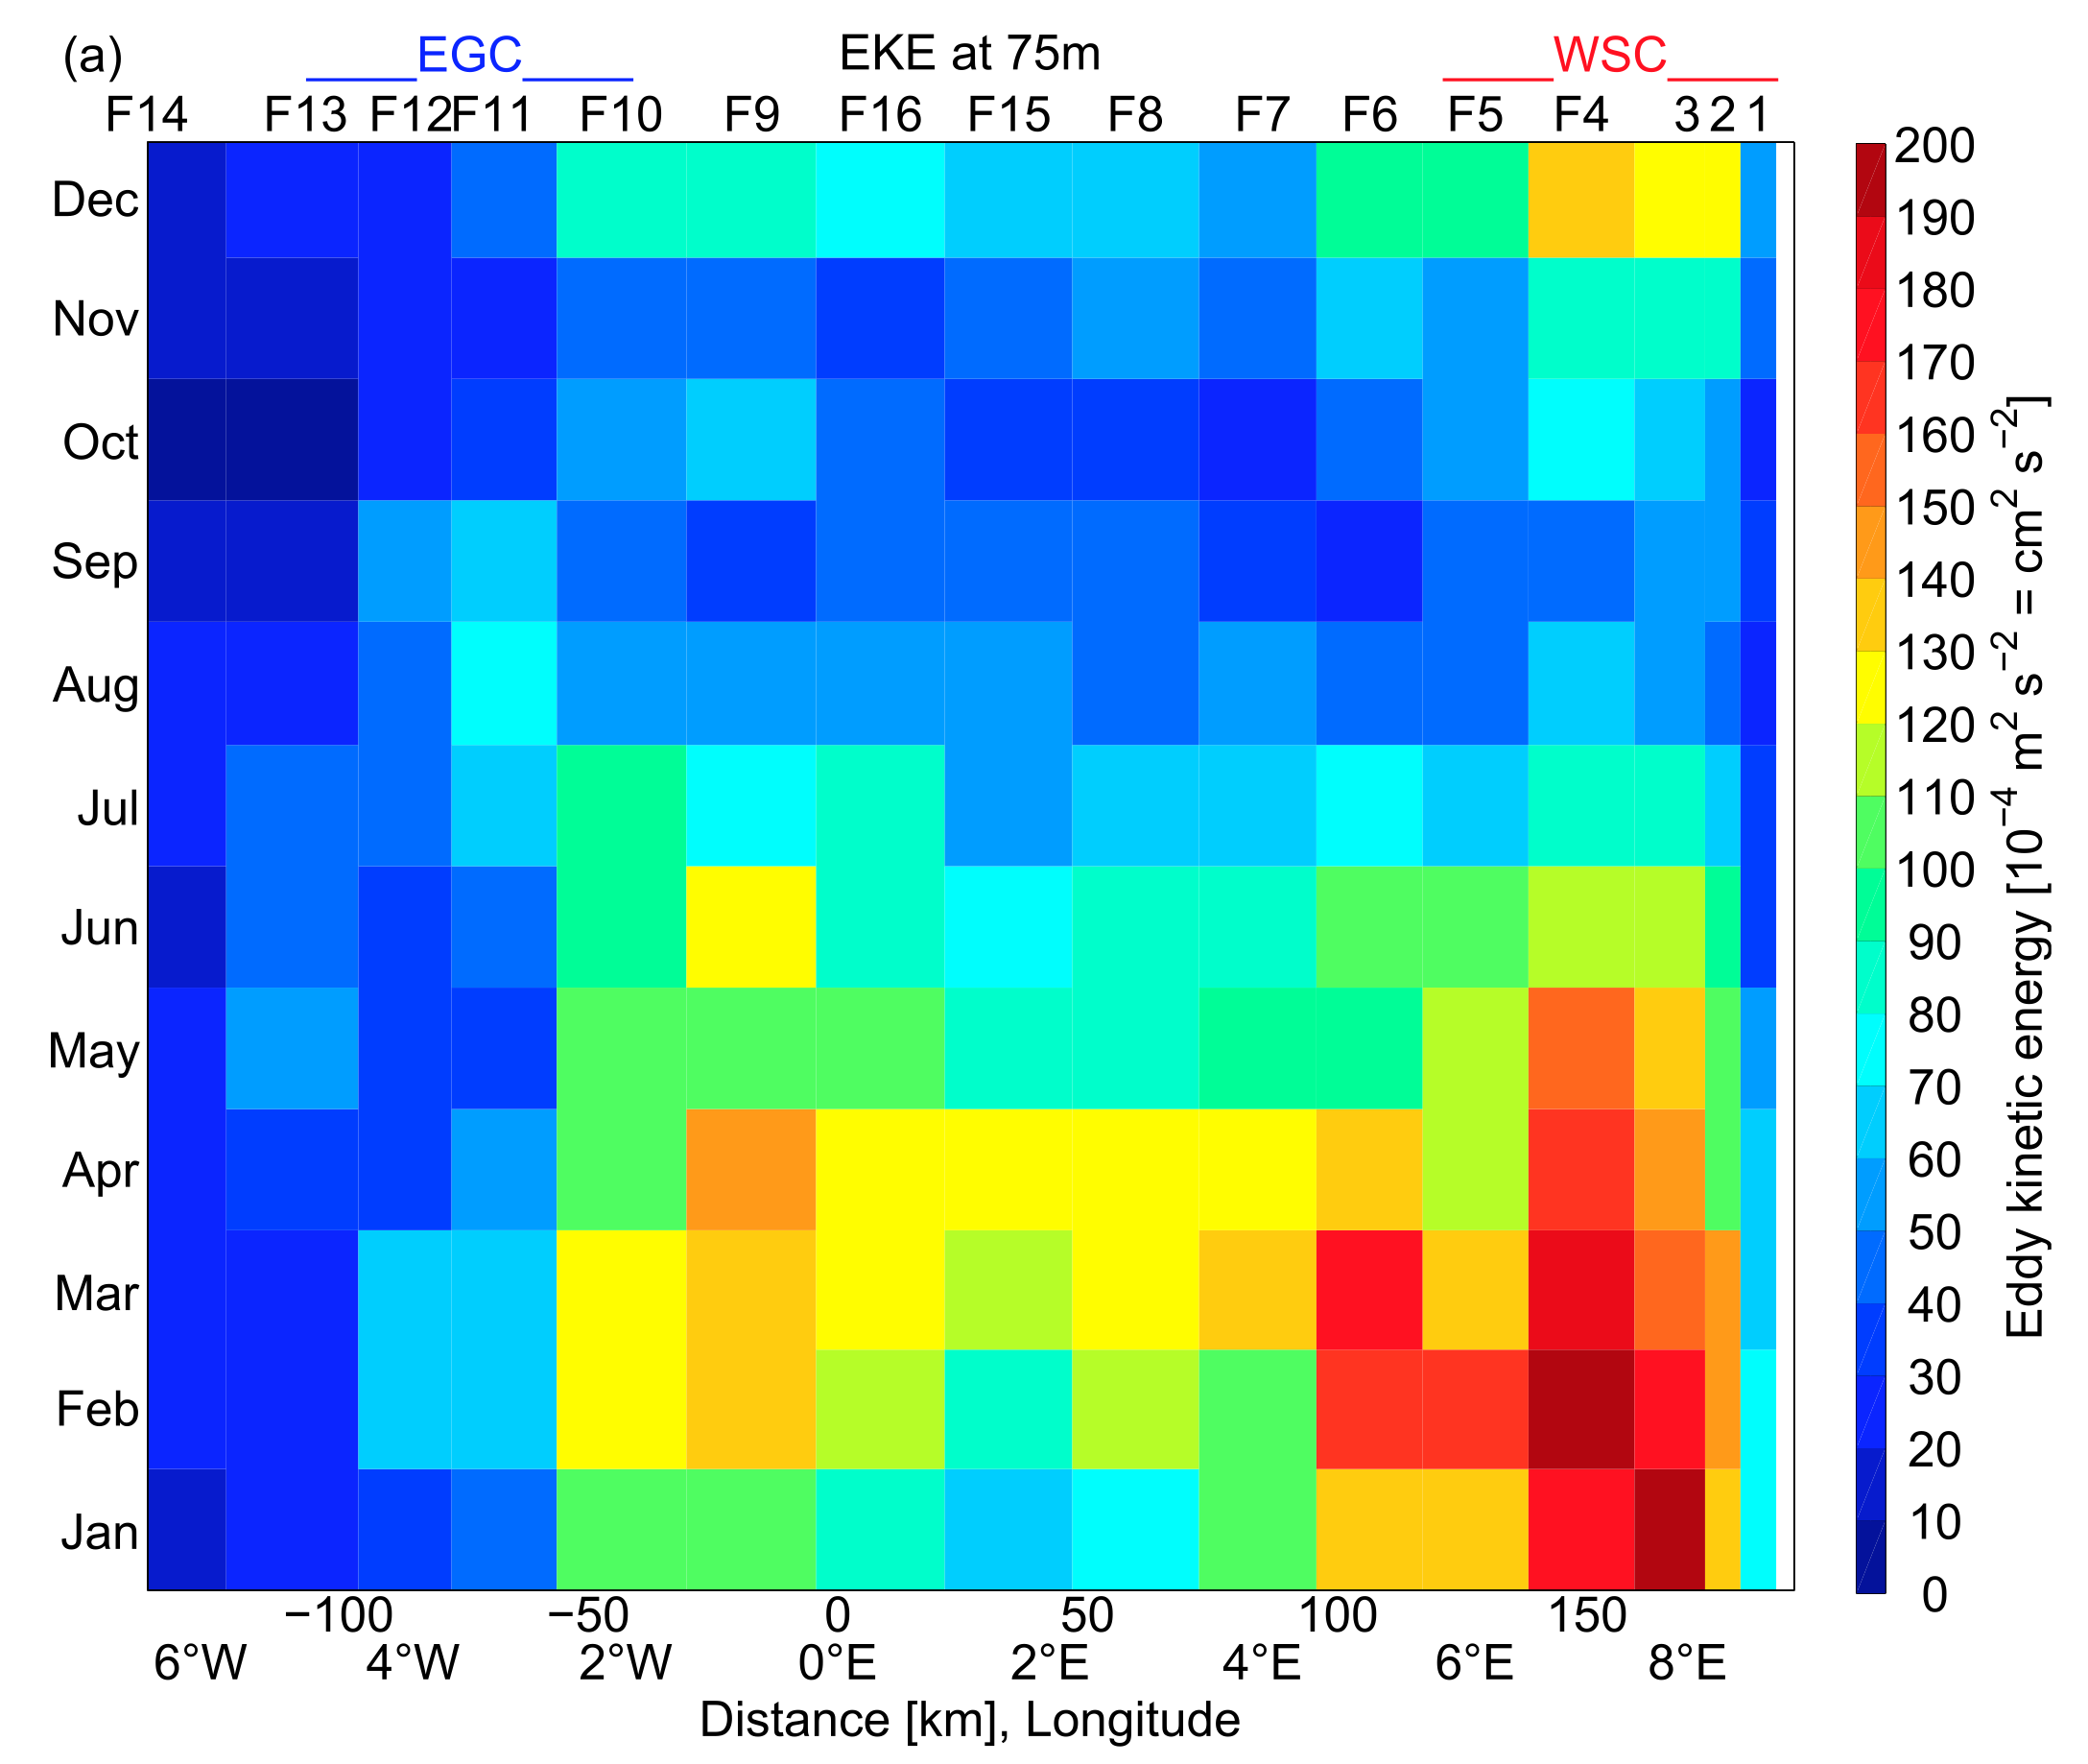 (a) EGC EKE at 75m WSC
F14 F13 F12 F11 F10 F9 F16 F15 F8 F7 F6 F5 F4 3 2 1
Dec
Nov
Oct
Sep
Aug
Jul
Jun
May
Apr
Mar
Feb
Jan
−100 −50 0 50 100 150
6°W 4°W 2°W 0°E 2°E 4°E 6°E 8°E
Distance [km], Longitude
200
190
180
170
160
150
140
130
120
110
100
90
80
70
60
50
40
30
20
10
0
Eddy kinetic energy [10⁻⁴ m² s⁻² = cm² s⁻²]